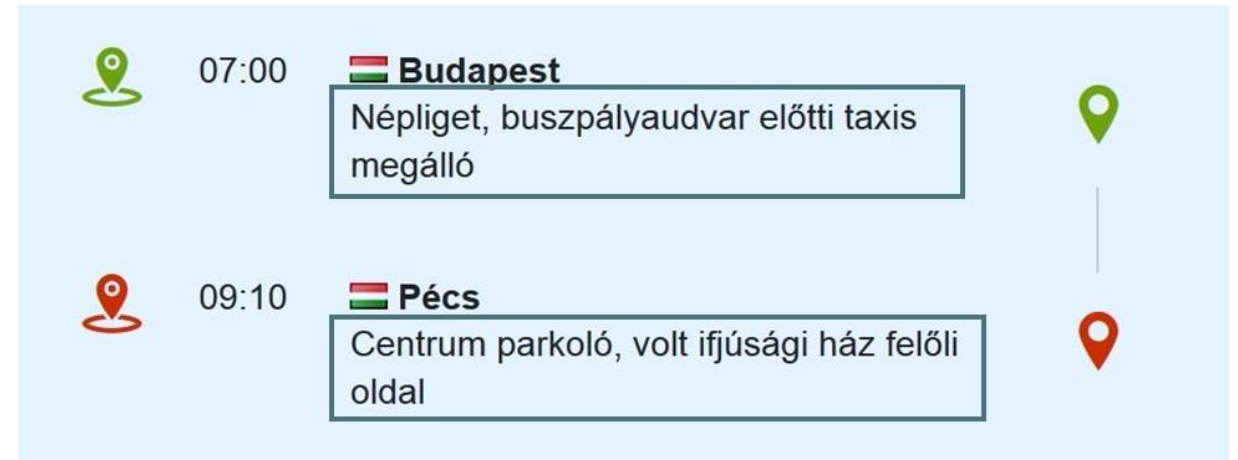 07:00 Budapest
Népliget, buszpályaudvar előtti taxis
megálló
09:10 Pécs
Centrum parkoló, volt ifjúsági ház felőli
oldal